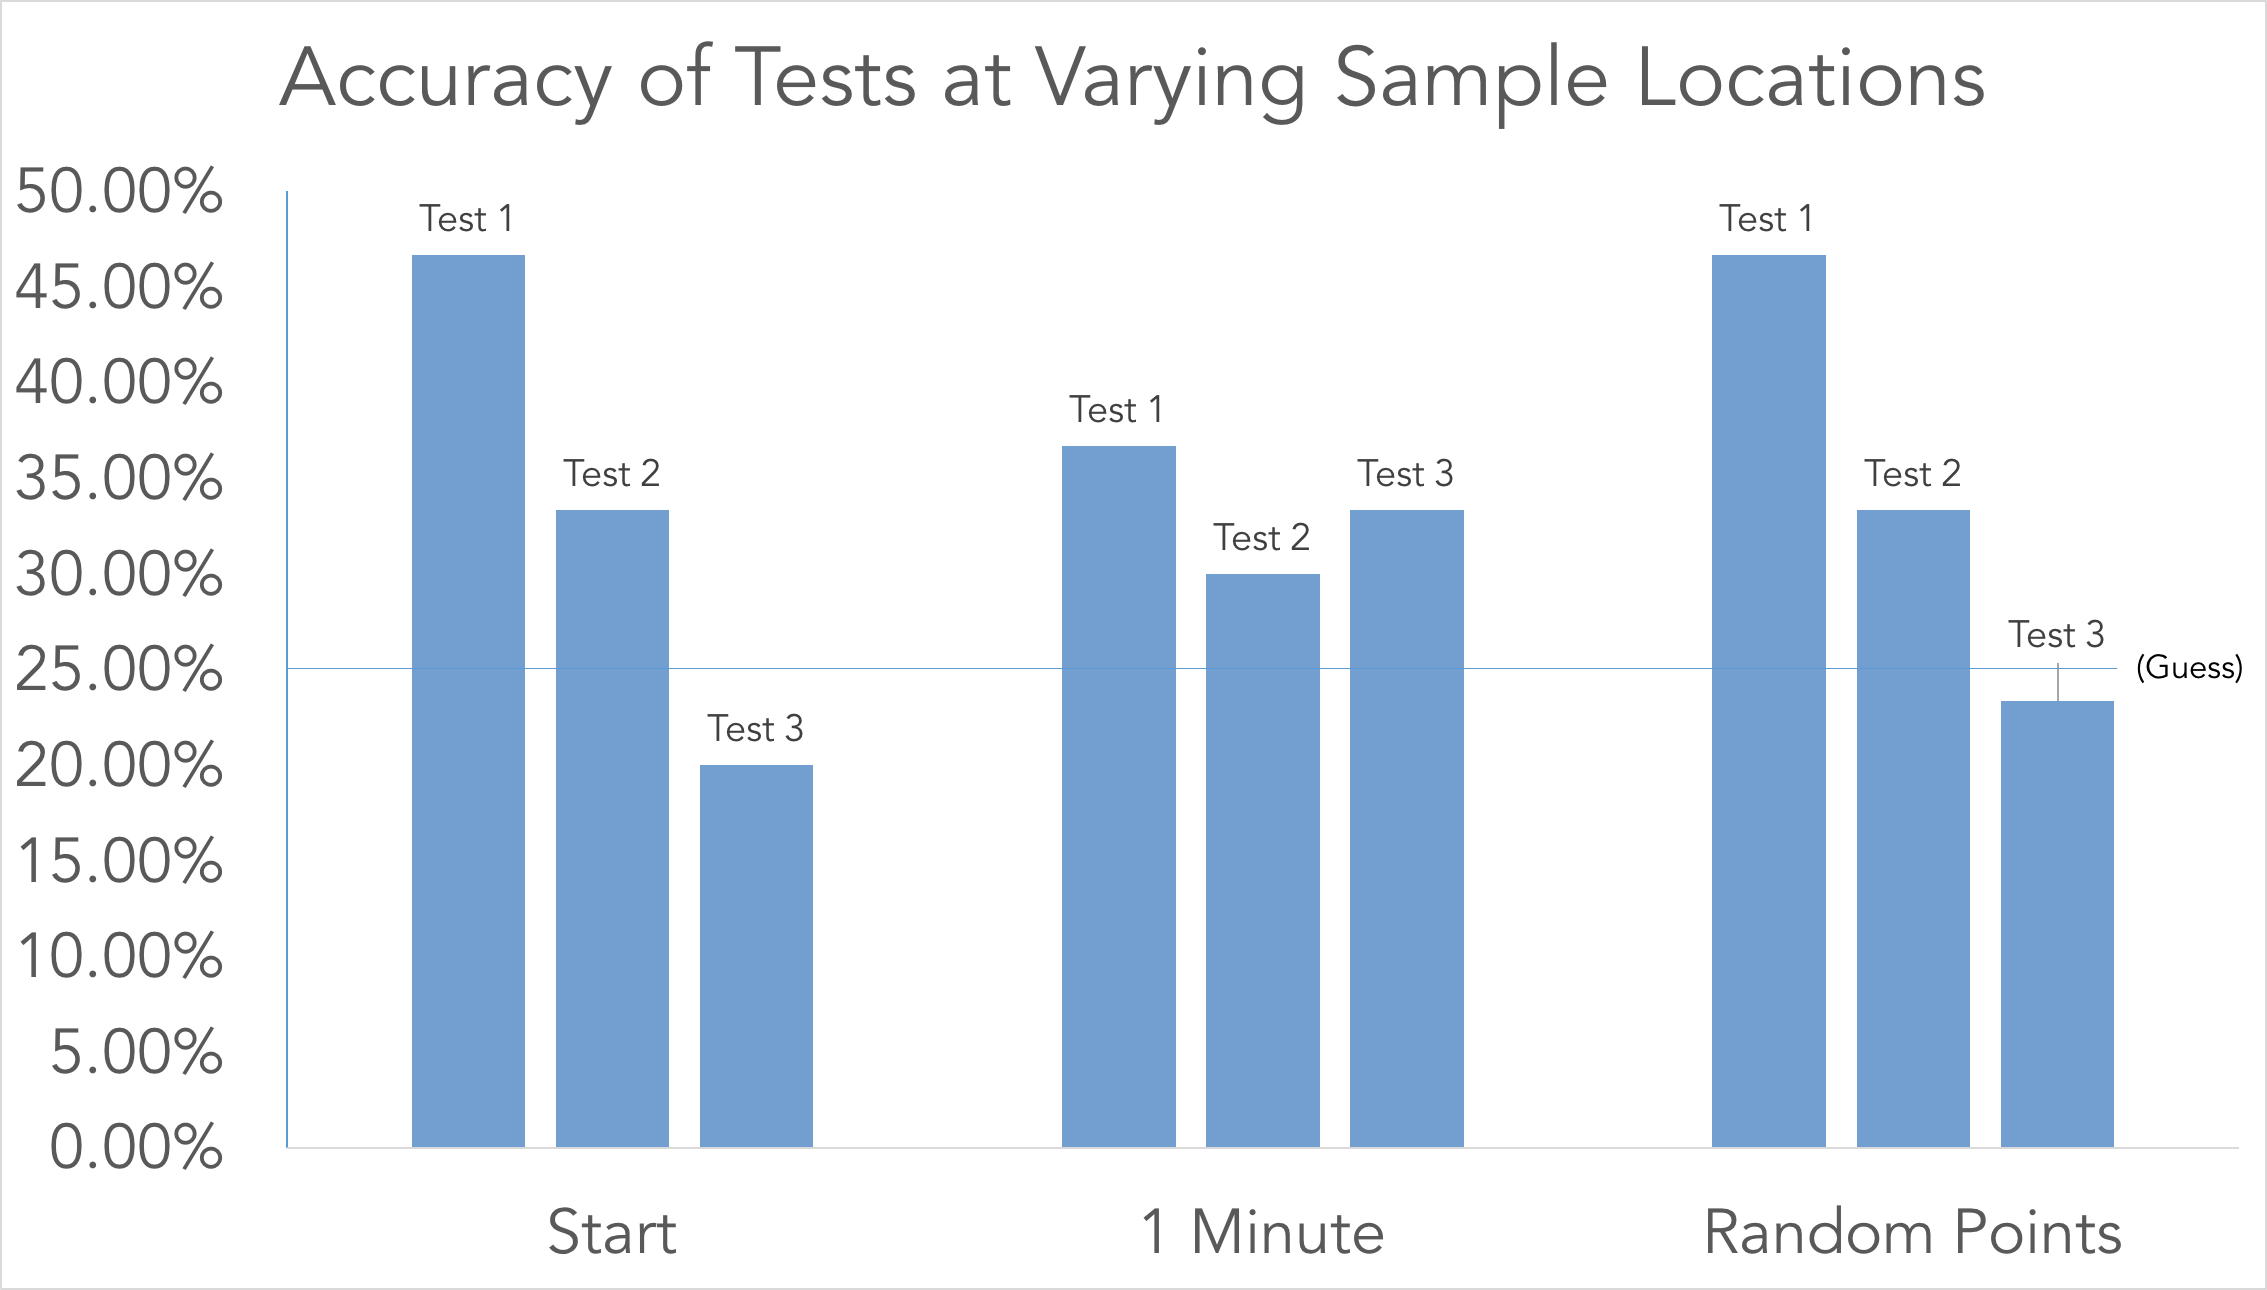 Accuracy of Tests at Varying Sample Locations
50.00%
45.00%
40.00%
35.00%
30.00%
25.00%
20.00%
15.00%
10.00%
5.00%
0.00%
Test 1
Test 2
Test 3
Test 1
Test 2
Test 3
Test 1
Test 2
Test 3
(Guess)
Start
1 Minute
Random Points